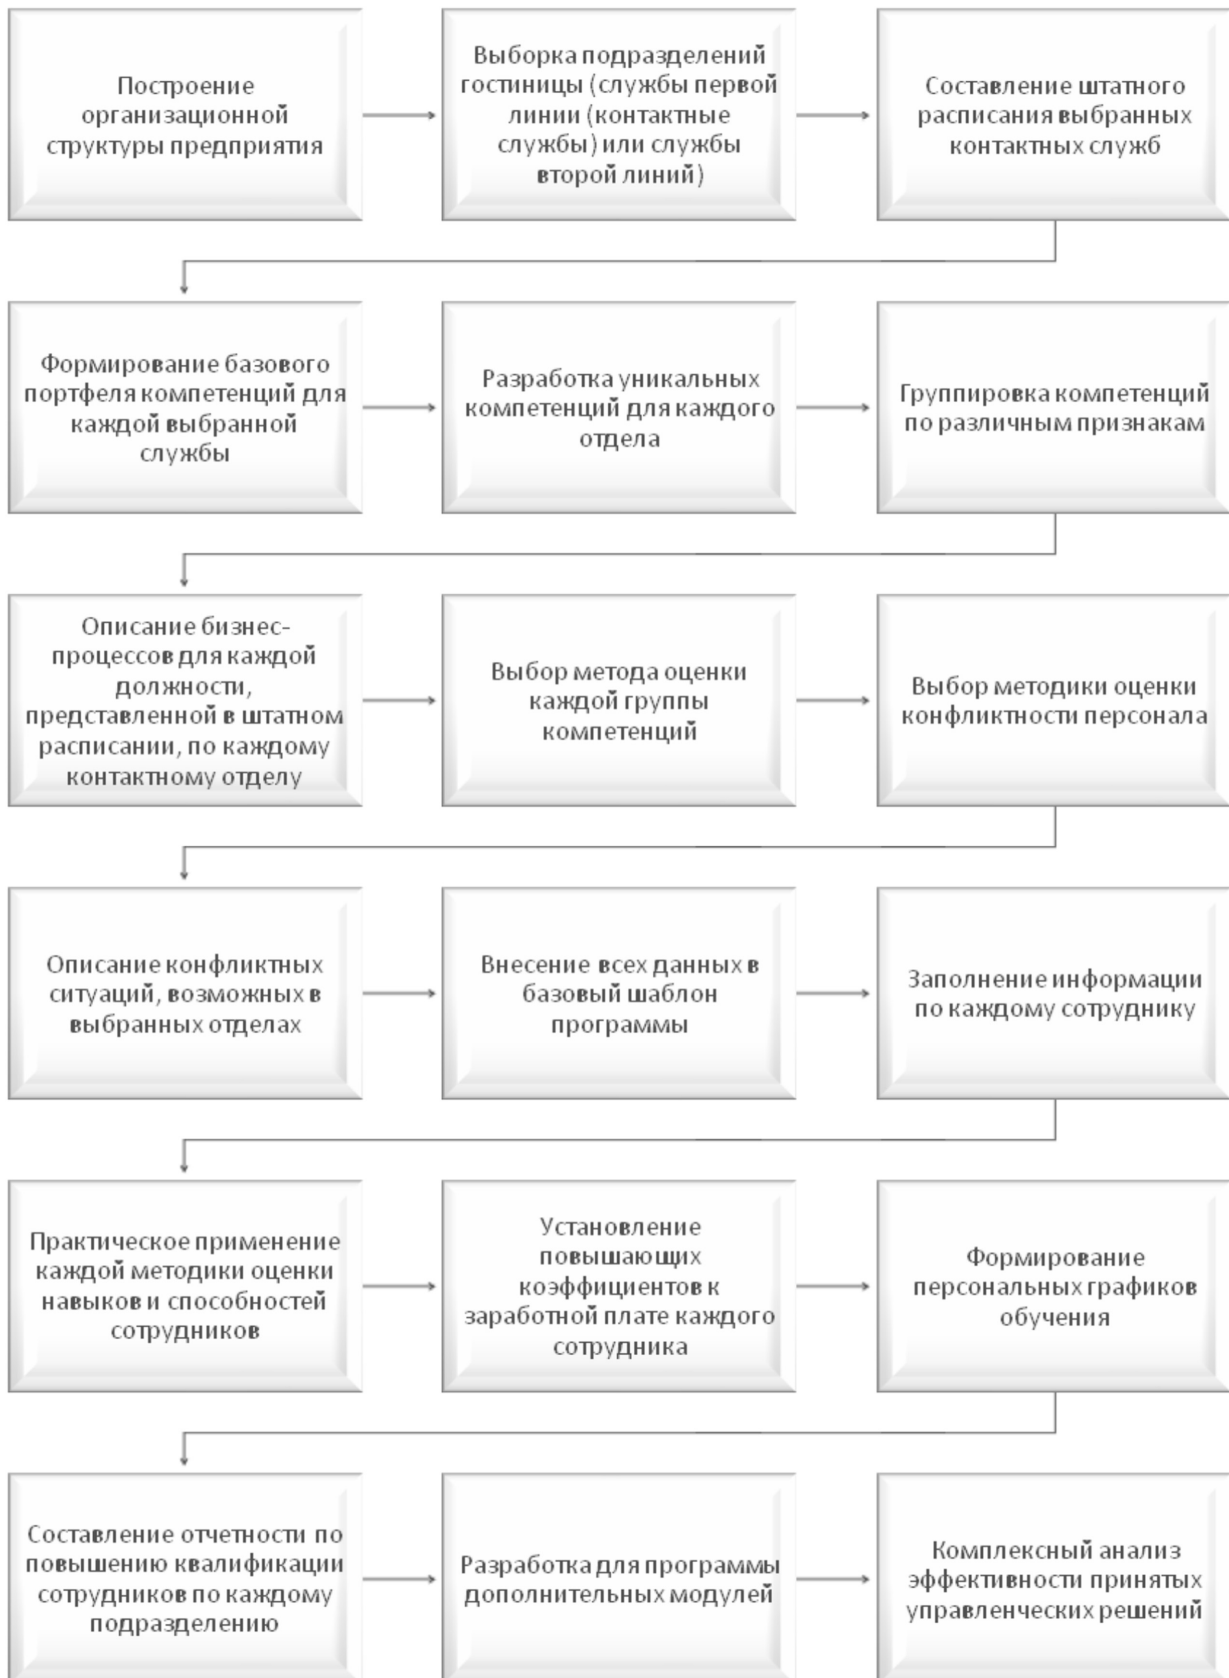 Построение
организационной
структуры предприятия
Выборка подразделений
гостиницы (службы первой
линии (контактные
службы) или службы
второй линий)
Составление штатного
расписания выбранных
контактных служб
Формирование базового
портфеля компетенций для
каждой выбранной
службы
Разработка уникальных
компетенций для каждого
отдела
Группировка компетенций
по различным признакам
Описание бизнес-
процессов для каждой
должности,
представленной в штатном
расписании, по каждому
контактному отделу
Выбор метода оценки
каждой группы
компетенций
Выбор методики оценки
конфликтности персонала
Описание конфликтных
ситуаций, возможных в
выбранных отделах
Внесение всех данных в
базовый шаблон
программы
Заполнение информации
по каждому сотруднику
Практическое применение
каждой методики оценки
навыков и способностей
сотрудников
Установление
повышающих
коэффициентов к
заработной плате каждого
сотрудника
Формирование
персональных графиков
обучения
Составление отчетности по
повышению квалификации
сотрудников по каждому
подразделению
Разработка для программы
дополнительных модулей
Комплексный анализ
эффективности принятых
управленческих решений